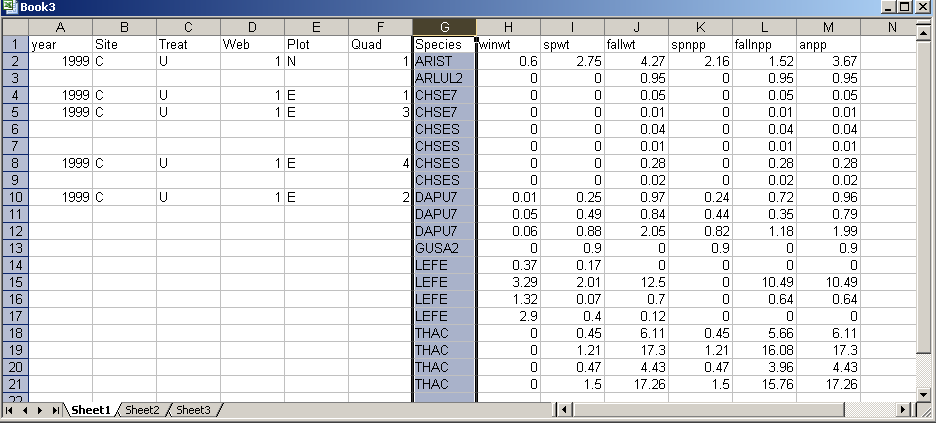 Book3
A B C D E F G H I J K L M N
1 year Site Treat Web Plot Quad Species winwt spwt fallwt spnpp fallnpp anpp
2 1999 C U 1 N 1 ARIST 0.6 2.75 4.27 2.16 1.52 3.67
3 ARLUL2 0 0 0.95 0 0.95 0.95
4 1999 C U 1 E 1 CHSE7 0 0 0.05 0 0.05 0.05
5 1999 C U 1 E 3 CHSE7 0 0 0.01 0 0.01 0.01
6 CHSES 0 0 0.04 0 0.04 0.04
7 CHSES 0 0 0.01 0 0.01 0.01
8 1999 C U 1 E 4 CHSES 0 0 0.28 0 0.28 0.28
9 CHSES 0 0 0.02 0 0.02 0.02
10 1999 C U 1 E 2 DAPU7 0.01 0.25 0.97 0.24 0.72 0.96
11 DAPU7 0.05 0.49 0.84 0.44 0.35 0.79
12 DAPU7 0.06 0.88 2.05 0.82 1.18 1.99
13 GUSA2 0 0.9 0 0.9 0 0.9
14 LEFE 0.37 0.17 0 0 0 0
15 LEFE 3.29 2.01 12.5 0 10.49 10.49
16 LEFE 1.32 0.07 0.7 0 0.64 0.64
17 LEFE 2.9 0.4 0.12 0 0 0
18 THAC 0 0.45 6.11 0.45 5.66 6.11
19 THAC 0 1.21 17.3 1.21 16.08 17.3
20 THAC 0 0.47 4.43 0.47 3.96 4.43
21 THAC 0 1.5 17.26 1.5 15.76 17.26
22
Sheet1 Sheet2 Sheet3